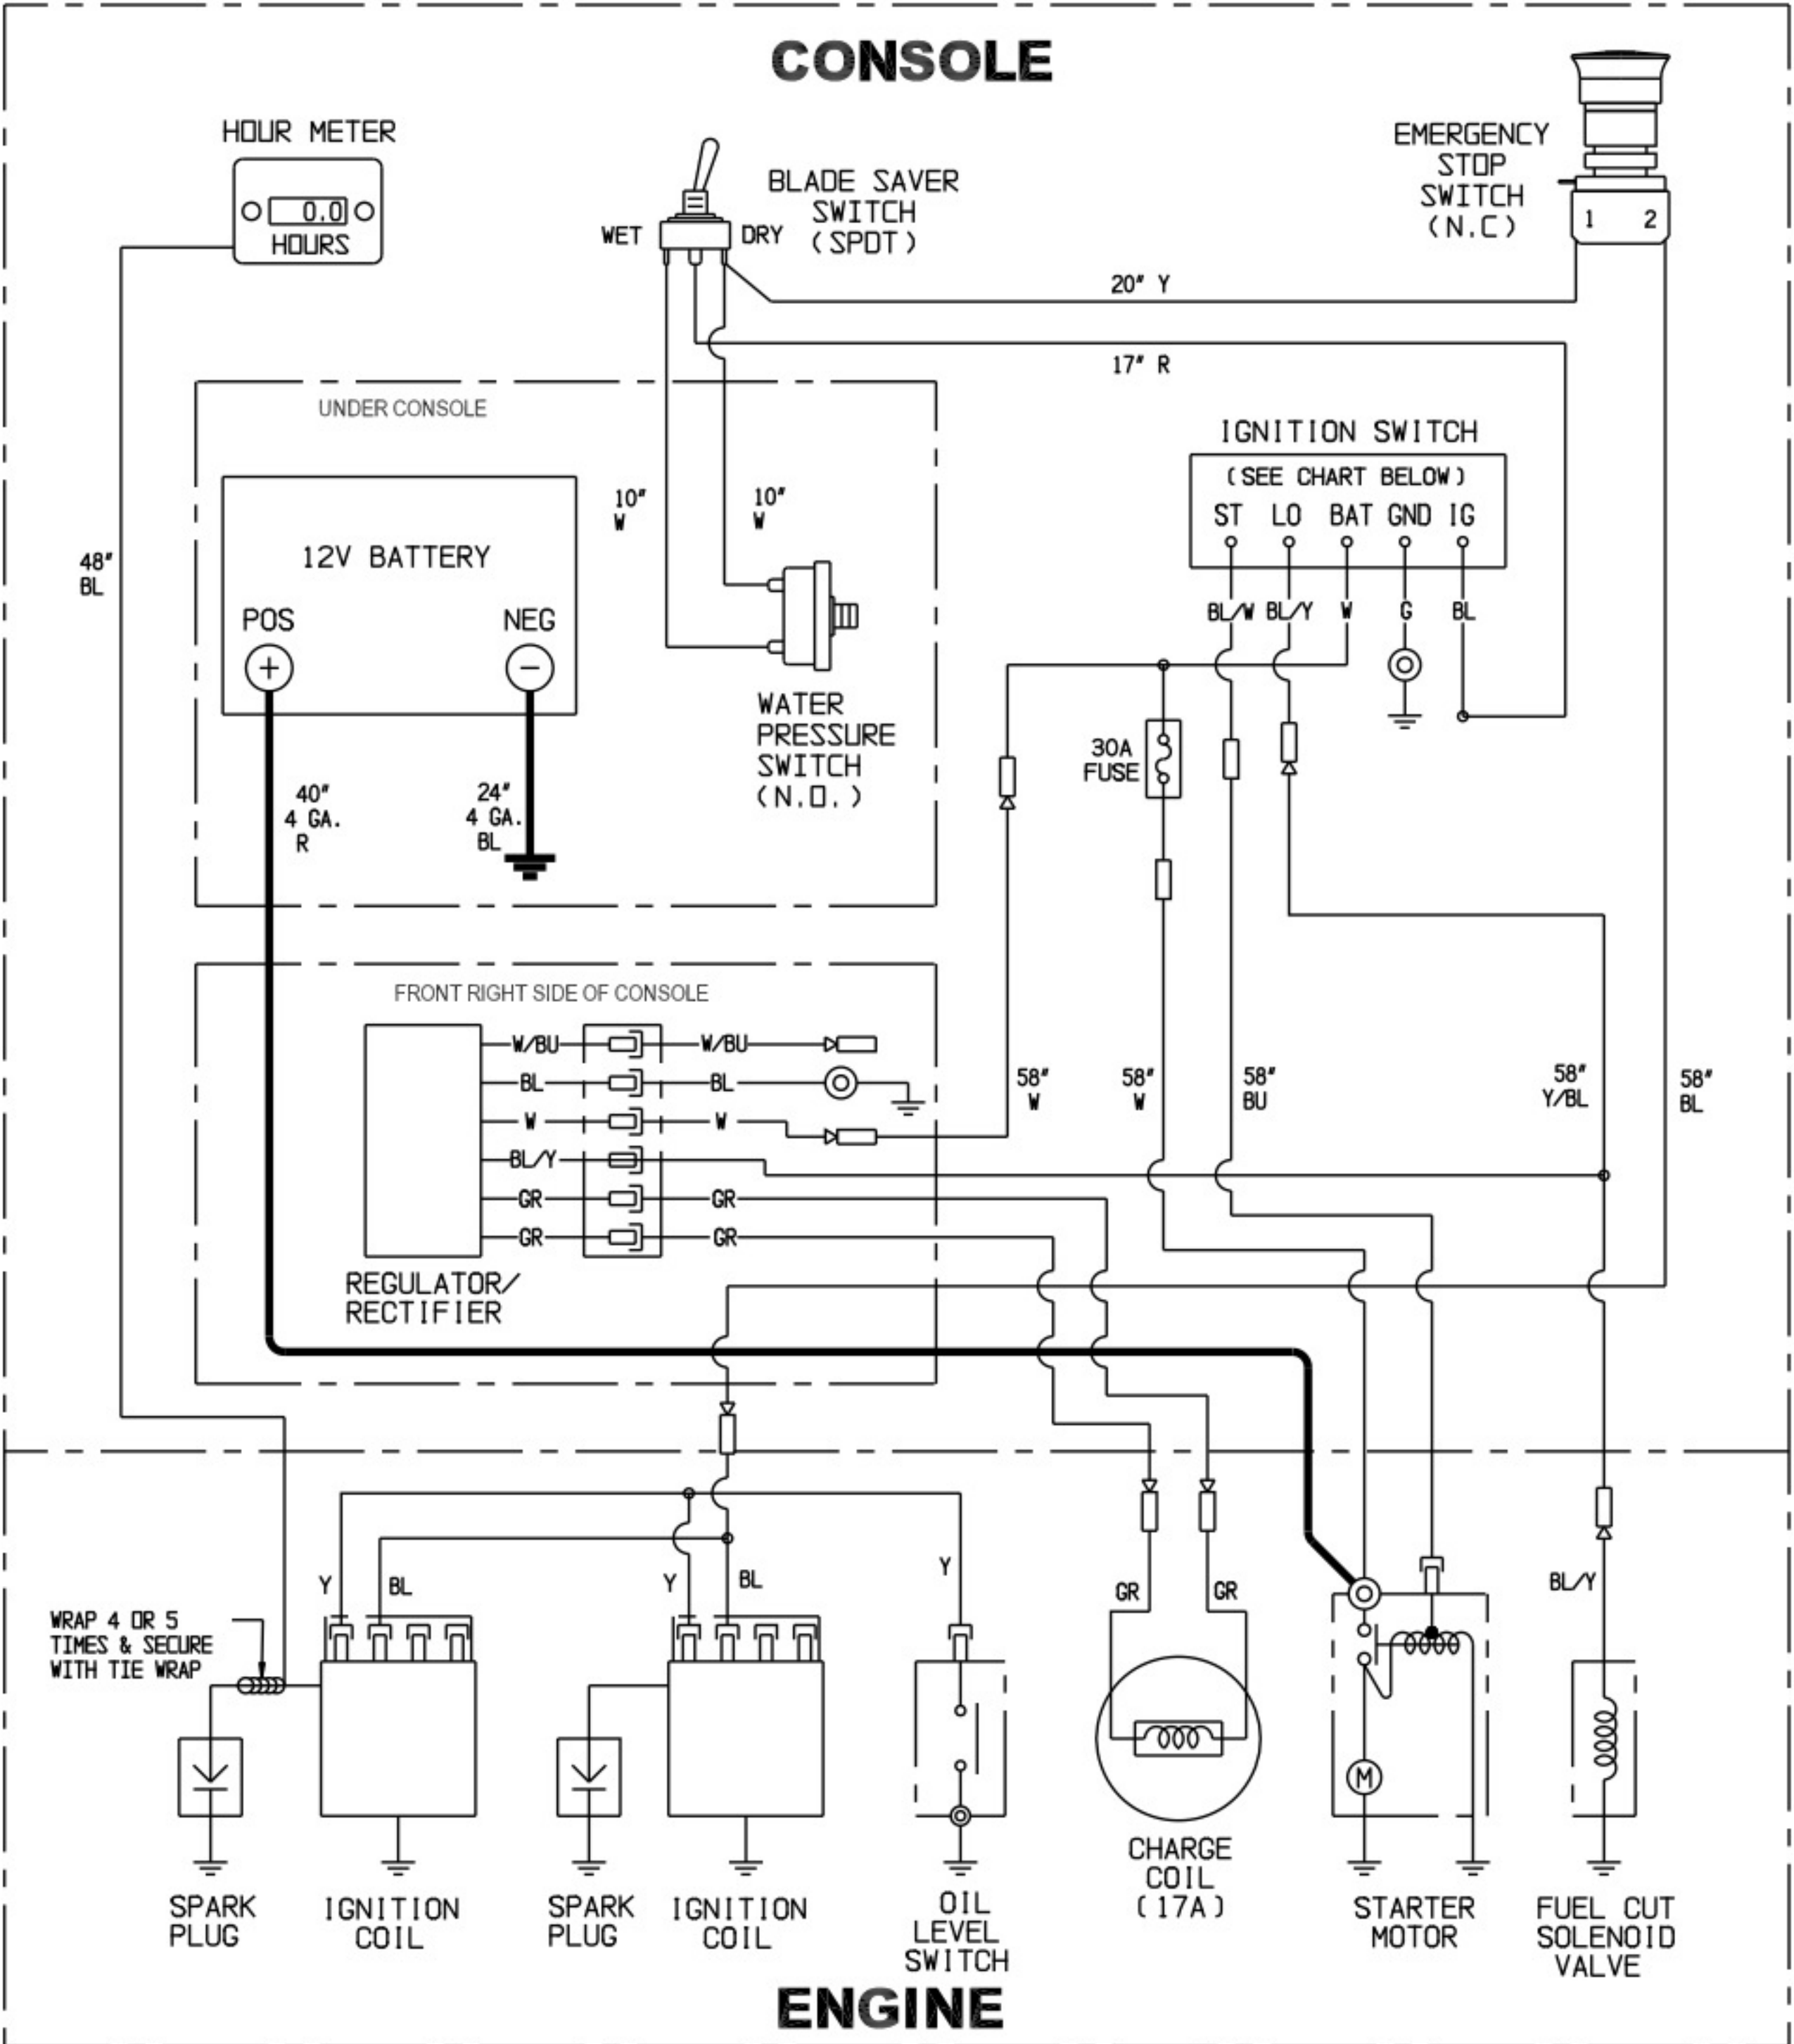 CONSOLE
HOUR METER
0.0
HOURS
BLADE SAVER
SWITCH
(SPDT)
WET
DRY
EMERGENCY
STOP
SWITCH
(N.C)
1 2
20" Y
17" R
UNDER CONSOLE
12V BATTERY
POS
NEG
+
−
48"
BL
10"
W
10"
W
WATER
PRESSURE
SWITCH
(N.O.)
40"
4 GA.
R
24"
4 GA.
BL
IGNITION SWITCH
(SEE CHART BELOW)
ST LO BAT GND IG
BL/W BL/Y W G BL
30A
FUSE
FRONT RIGHT SIDE OF CONSOLE
W/BU W/BU
BL BL
W W
BL/Y
GR GR
GR GR
REGULATOR/
RECTIFIER
58"
W
58"
W
58"
BU
58"
Y/BL
58"
BL
Y
BL
Y
BL
Y
GR
GR
BL/Y
WRAP 4 OR 5
TIMES & SECURE
WITH TIE WRAP
M
SPARK
PLUG
IGNITION
COIL
SPARK
PLUG
IGNITION
COIL
OIL
LEVEL
SWITCH
CHARGE
COIL
(17A)
STARTER
MOTOR
FUEL CUT
SOLENOID
VALVE
ENGINE